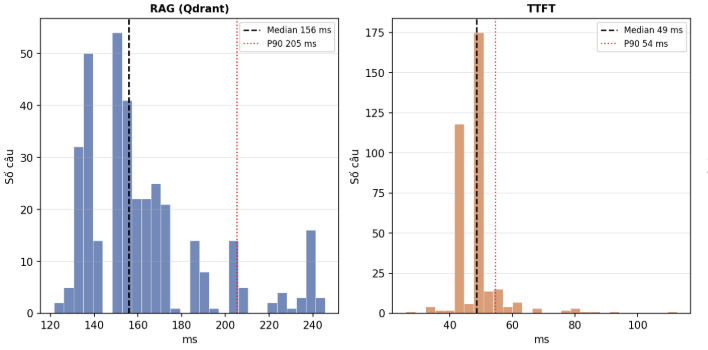 RAG (Qdrant)
Median 156 ms
P90 205 ms
Số câu
50
40
30
20
10
0
120 140 160 180 200 220 240
ms
TTFT
Median 49 ms
P90 54 ms
Số câu
175
150
125
100
75
50
25
0
40 60 80 100
ms